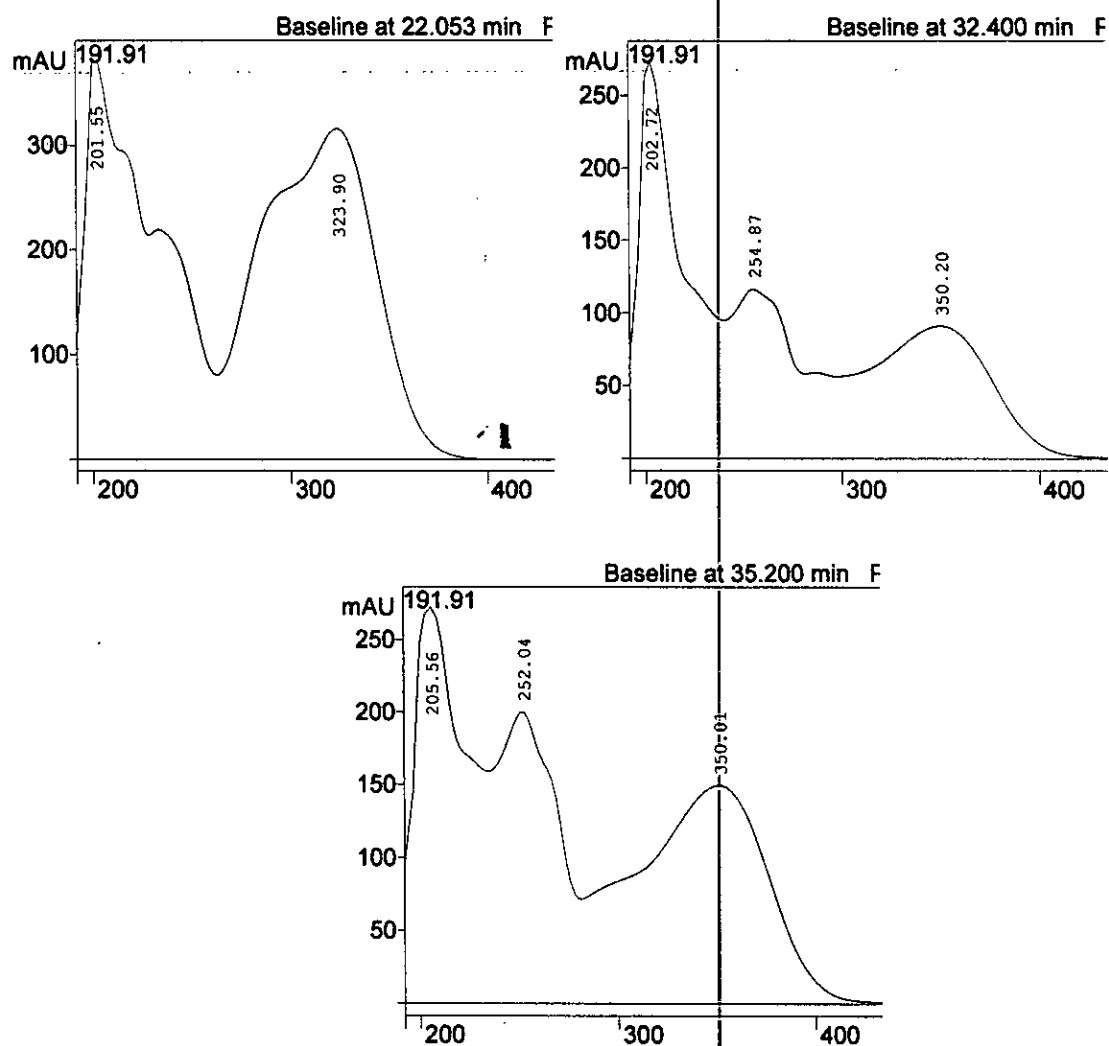 Baseline at 22.053 min F
mAU 191.91
201.55
323.90
300
200
100
200 300 400
Baseline at 32.400 min F
mAU 191.91
202.72
254.87
350.20
250
200
150
100
50
200 300 400
Baseline at 35.200 min F
mAU 191.91
205.56
252.04
350.01
250
200
150
100
50
200 300 400